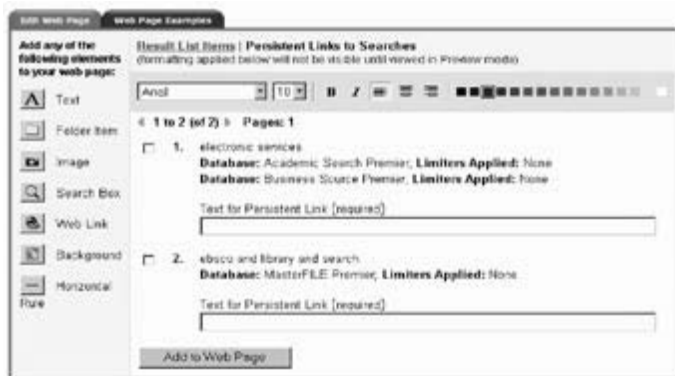 Edit Web Page
Web Page Examples
Add any of the
following elements
to your web page:
Text
Folder Item
Image
Search Box
Web Link
Background
Horizontal
Rule
Result List Items | Persistent Links to Searches
(formatting applied below will not be visible until viewed in Preview mode)
Arial 10 B I
1 to 2 (of 2) Pages: 1
1. electronic services
Database: Academic Search Premier, Limiters Applied: None
Database: Business Source Premier, Limiters Applied: None
Text for Persistent Link (required)
2. ebsco and library and search
Database: MasterFILE Premier, Limiters Applied: None
Text for Persistent Link (required)
Add to Web Page